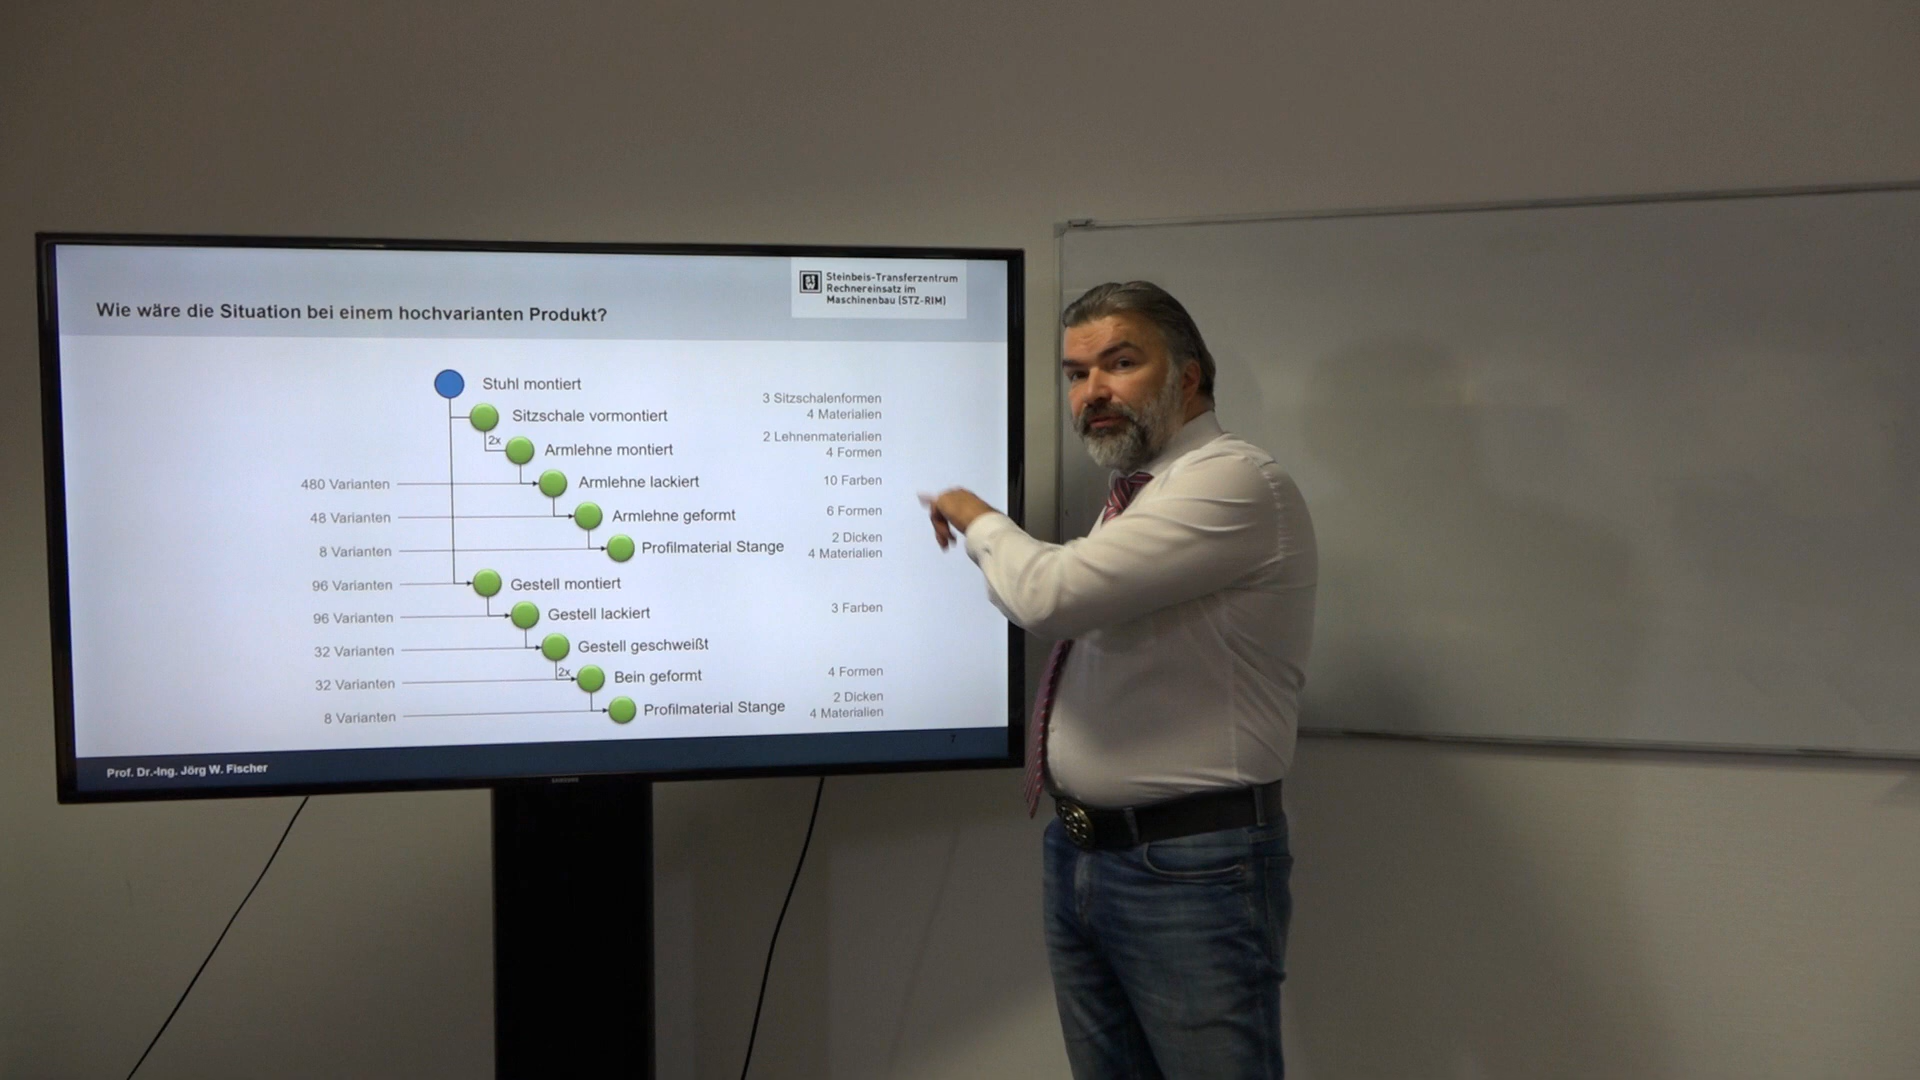 Steinbeis-Transferzentrum
Rechnereinsatz im
Maschinenbau (STZ-RIM)
Wie wäre die Situation bei einem hochvarianten Produkt?
Stuhl montiert
3 Sitzschalenformen
Sitzschale vormontiert
4 Materialien
2x
2 Lehnenmaterialien
Armlehne montiert
4 Formen
480 Varianten
Armlehne lackiert
10 Farben
48 Varianten
Armlehne geformt
6 Formen
8 Varianten
Profilmaterial Stange
2 Dicken
4 Materialien
96 Varianten
Gestell montiert
96 Varianten
Gestell lackiert
3 Farben
32 Varianten
Gestell geschweißt
2x
32 Varianten
Bein geformt
4 Formen
8 Varianten
Profilmaterial Stange
2 Dicken
4 Materialien
7
Prof. Dr.-Ing. Jörg W. Fischer
SAMSUNG